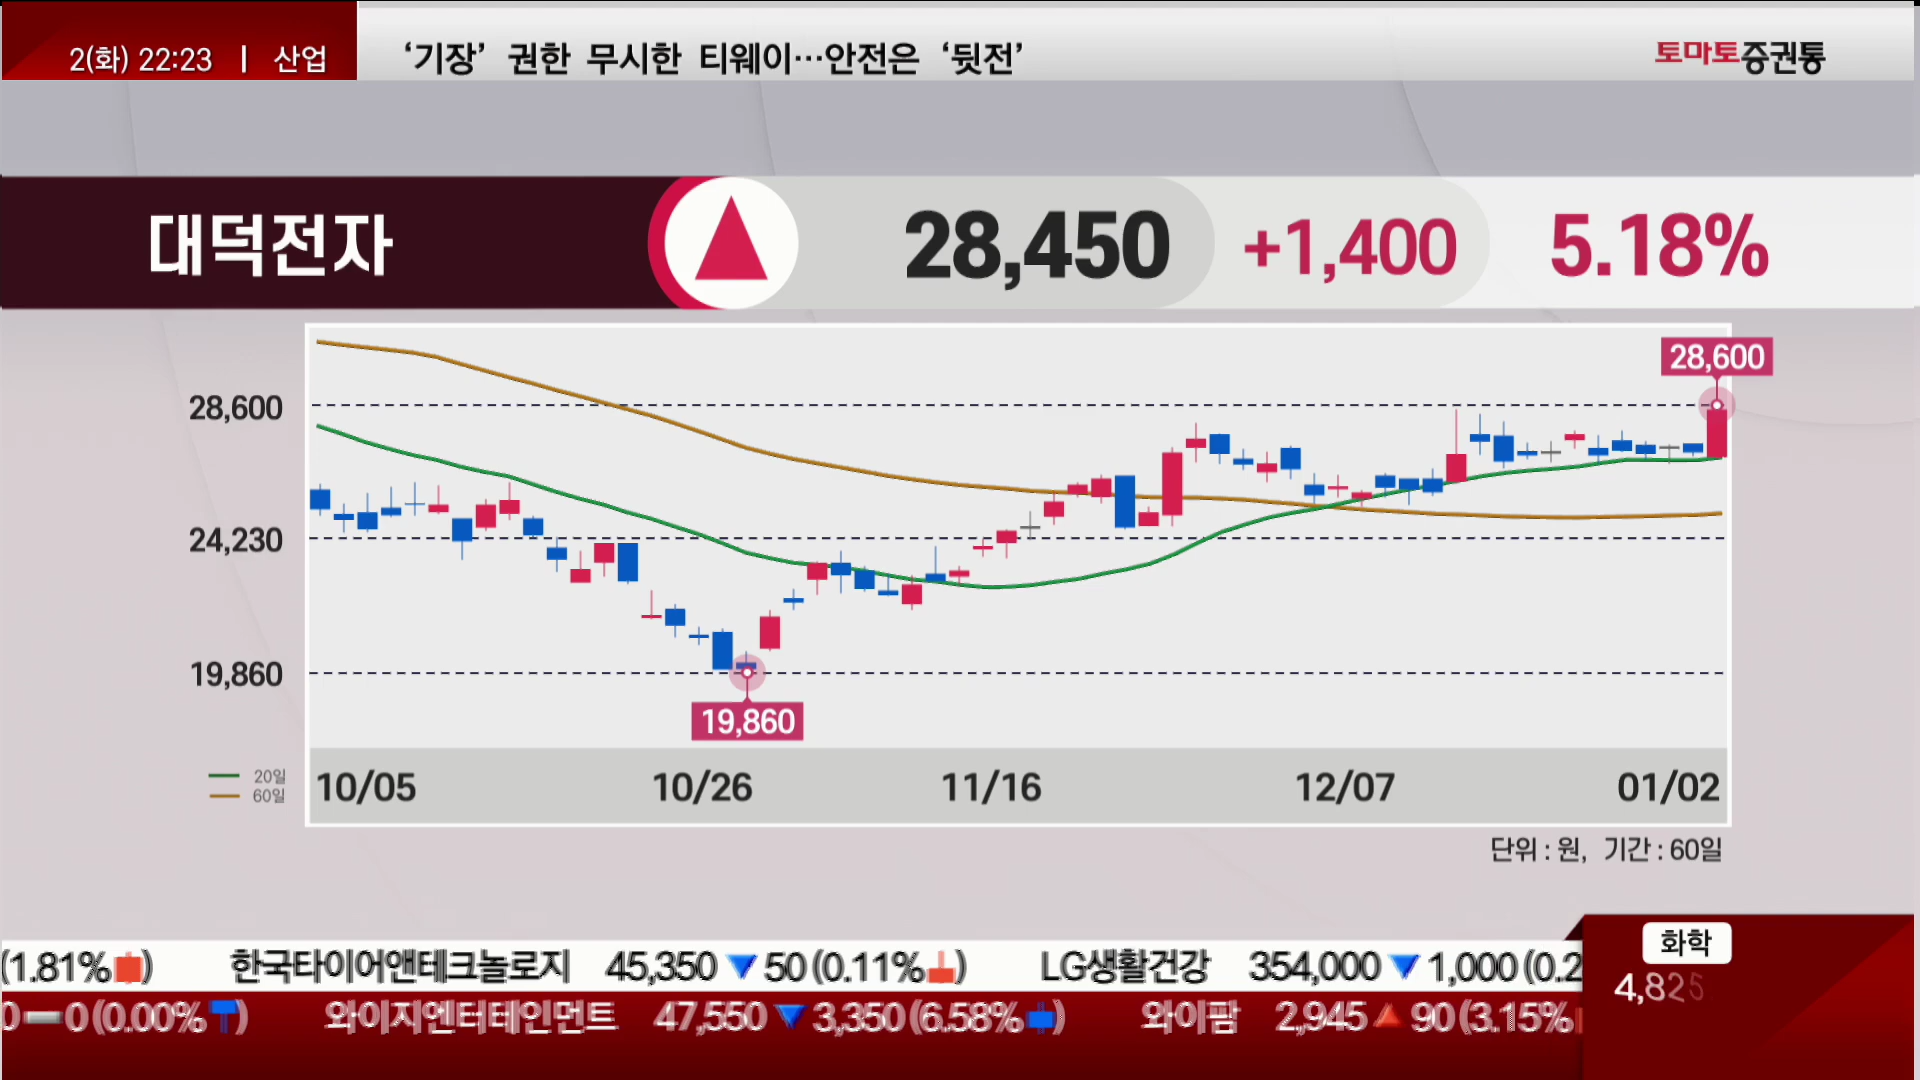 2(화) 22:23 | 산업
‘기장’ 권한 무시한 티웨이…안전은 ‘뒷전’
토마토증권통
대덕전자 28,450 +1,400 5.18%
28,600
28,600
24,230
19,860
19,860
20일
60일
10/05 10/26 11/16 12/07 01/02
단위 : 원, 기간 : 60일
화학
4,825
(1.81% ) 한국타이어앤테크놀로지 45,350 ▼ 50 (0.11% ) LG생활건강 354,000 ▼ 1,000 (0.2
0 0 (0.00% ) 와이지엔터테인먼트 47,550 ▼ 3,350 (6.58% ) 와이팜 2,945 ▲ 90 (3.15%